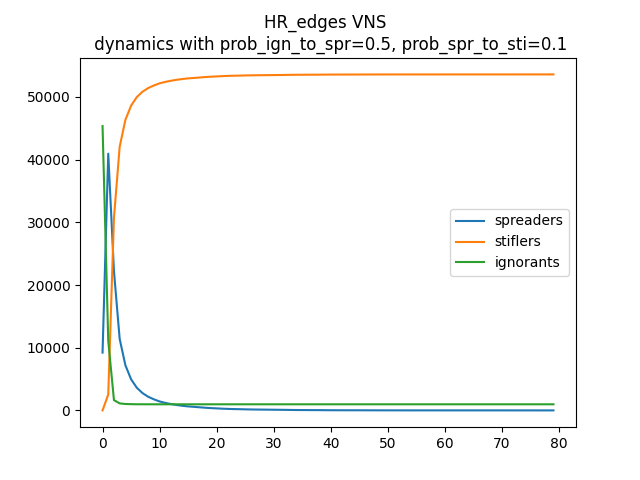 HR_edges VNS
dynamics with prob_ign_to_spr=0.5, prob_spr_to_sti=0.1
50000
40000
30000
20000
10000
0
spreaders
stiflers
ignorants
0 10 20 30 40 50 60 70 80